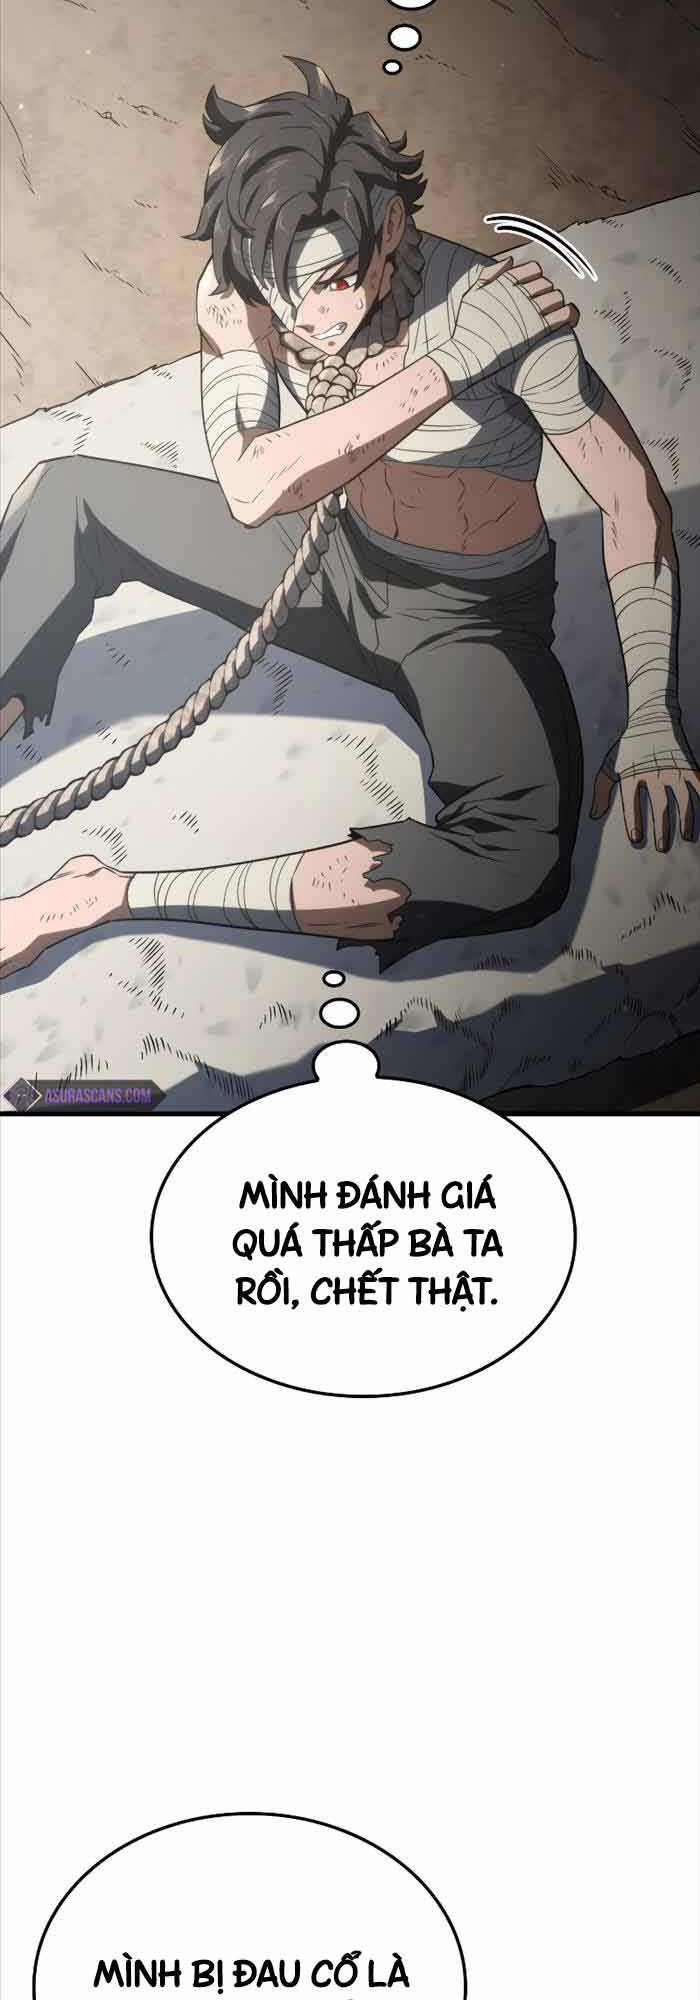 ASURASCANS.COM
MÌNH ĐÁNH GIÁ
QUÁ THẤP BÀ TA
RỒI, CHẾT THẬT.
MÌNH BỊ ĐAU CỔ LÀ